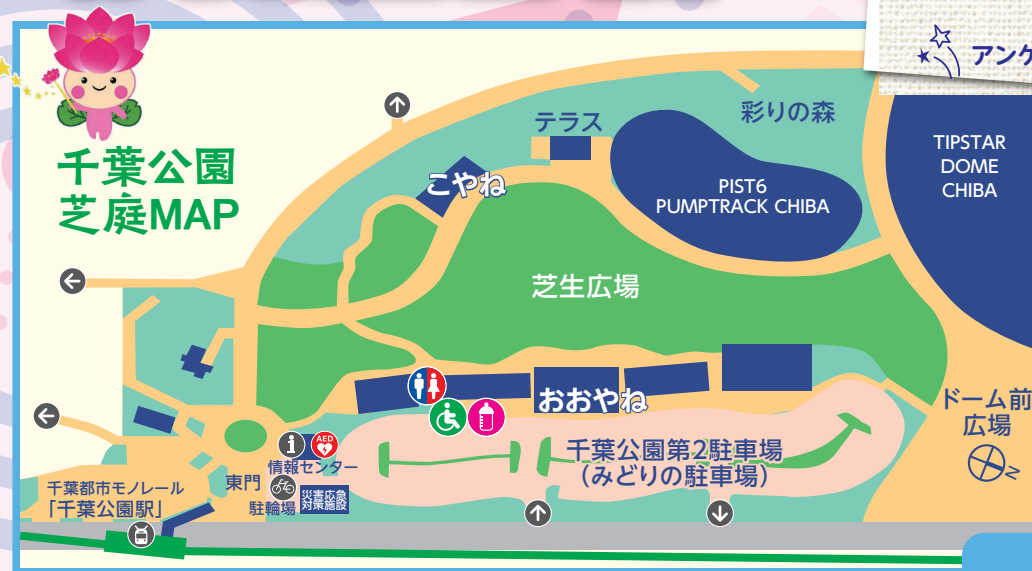 千葉公園
芝庭MAP
アンケ
テラス
彩りの森
こやね
PIST6
PUMPTRACK CHIBA
TIPSTAR
DOME
CHIBA
芝生広場
おおやね
ドーム前
広場
千葉公園第2駐車場
(みどりの駐車場)
i
AED
情報センター
東門
駐輪場
災害応急
対策施設
千葉都市モノレール
「千葉公園駅」
N